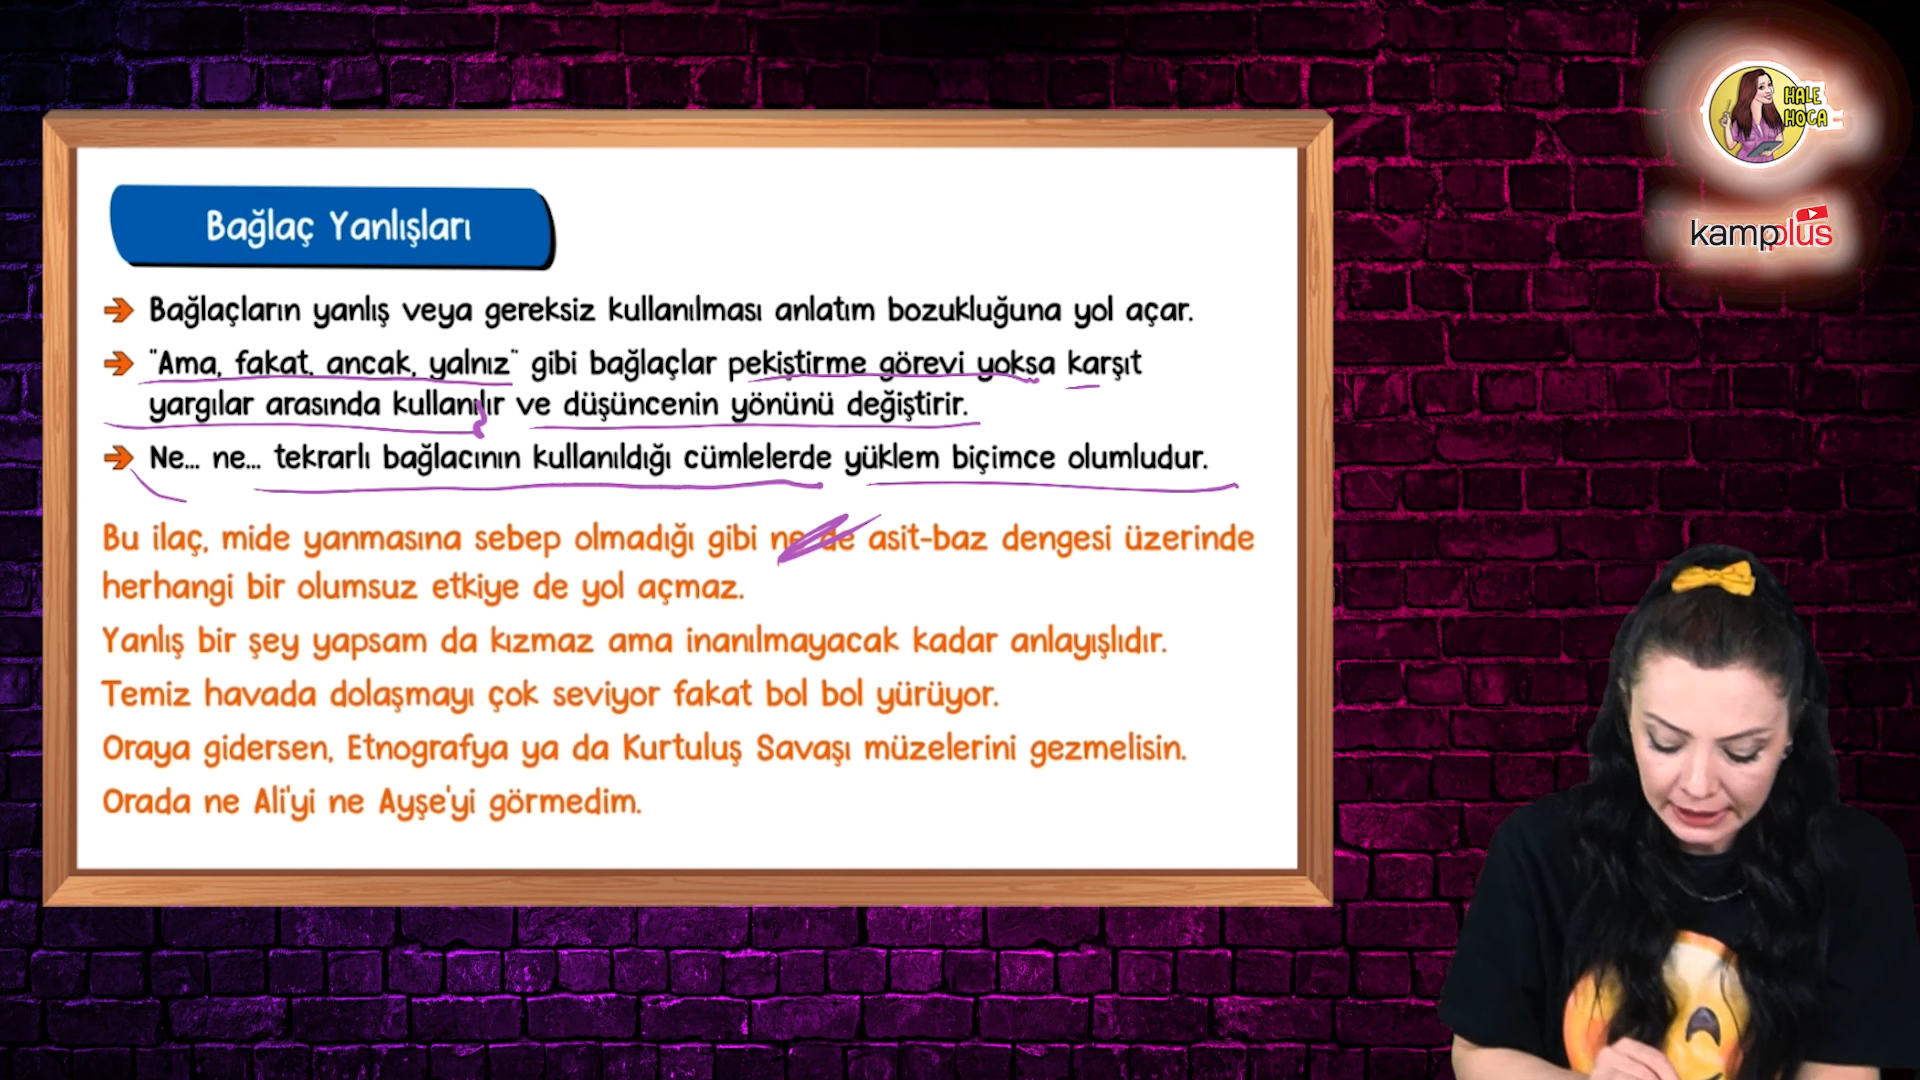 HALE
HOCA
kampplus
Bağlaç Yanlışları
Bağlaçların yanlış veya gereksiz kullanılması anlatım bozukluğuna yol açar.
"Ama, fakat, ancak, yalnız" gibi bağlaçlar pekiştirme görevi yoksa karşıt
yargılar arasında kullanılır ve düşüncenin yönünü değiştirir.
Ne... ne... tekrarlı bağlacının kullanıldığı cümlelerde yüklem biçimce olumludur.
Bu ilaç, mide yanmasına sebep olmadığı gibi ne de asit-baz dengesi üzerinde
herhangi bir olumsuz etkiye de yol açmaz.
Yanlış bir şey yapsam da kızmaz ama inanılmayacak kadar anlayışlıdır.
Temiz havada dolaşmayı çok seviyor fakat bol bol yürüyor.
Oraya gidersen, Etnografya ya da Kurtuluş Savaşı müzelerini gezmelisin.
Orada ne Ali'yi ne Ayşe'yi görmedim.